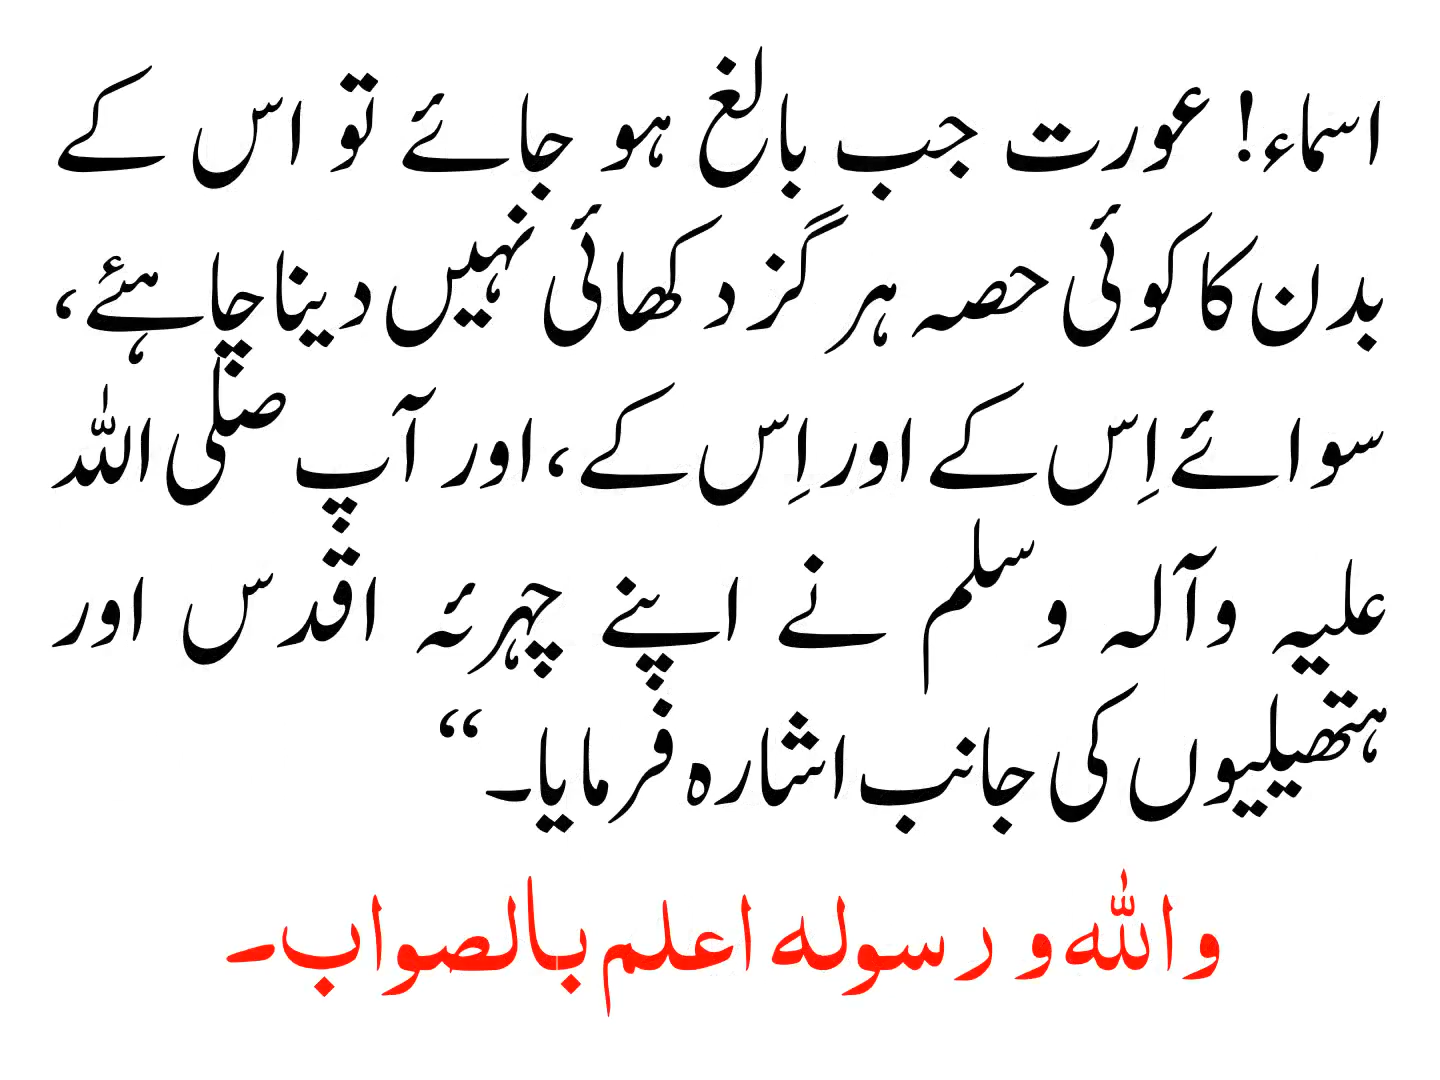 اسماء! عورت جب بالغ ہو جائے تو اس کے
بدن کا کوئی حصہ ہر گز دکھائی نہیں دینا چاہئے،
سوائے اِس کے اور اِس کے، اور آپ صلی اللہ
علیہ وآلہ وسلم نے اپنے چہرئہ اقدس اور
ہتھیلیوں کی جانب اشارہ فرمایا۔“
واللہ و رسولہ اعلم بالصواب۔